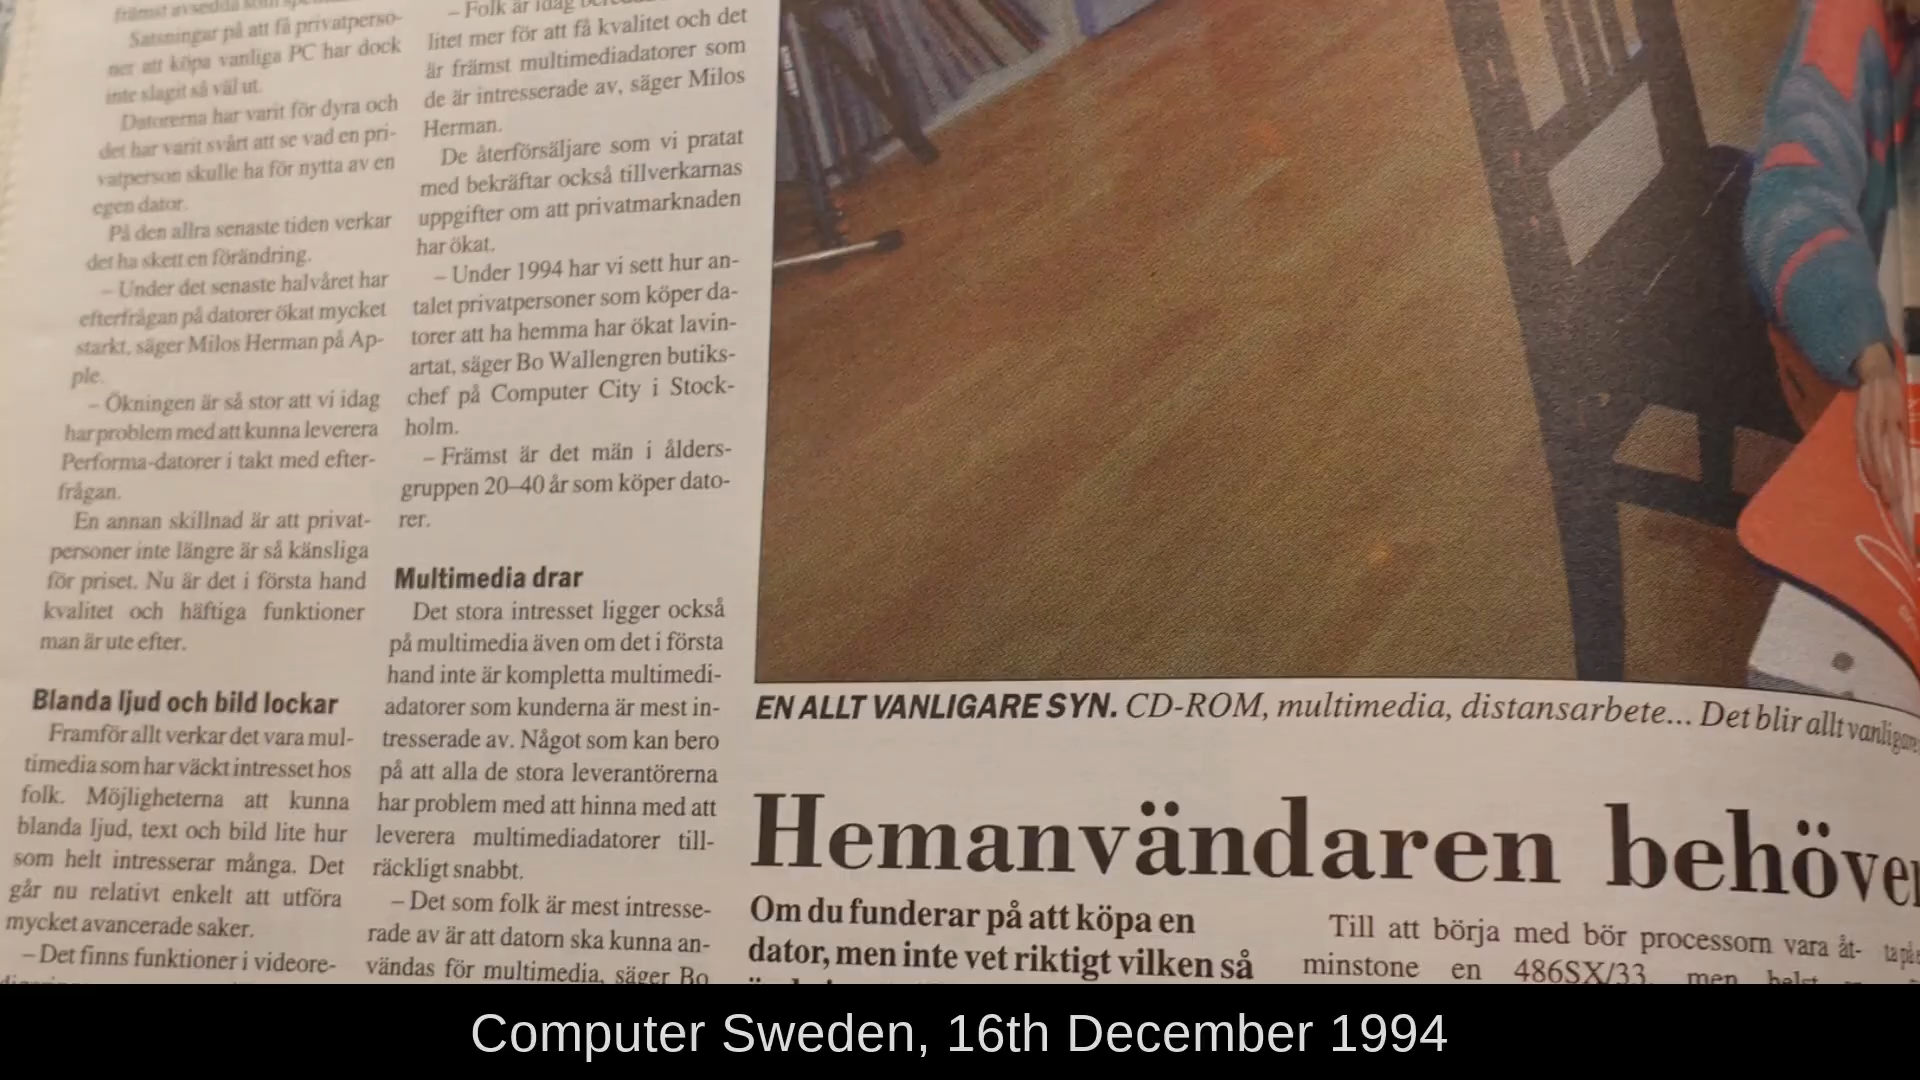 främst avsedda som
Satsningar på att få privatperso-
ner att köpa vanliga PC har dock
inte slagit så väl ut.
Datorerna har varit för dyra och
det har varit svårt att se vad en pri-
vatperson skulle ha för nytta av en
egen dator.
På den allra senaste tiden verkar
det ha skett en förändring.
– Under det senaste halvåret har
efterfrågan på datorer ökat mycket
starkt, säger Milos Herman på Ap-
ple.
– Ökningen är så stor att vi idag
har problem med att kunna leverera
Performa-datorer i takt med efter-
frågan.
En annan skillnad är att privat-
personer inte längre är så känsliga
för priset. Nu är det i första hand
kvalitet och häftiga funktioner
man är ute efter.
Blanda ljud och bild lockar
Framför allt verkar det vara mul-
timedia som har väckt intresset hos
folk. Möjligheterna att kunna
blanda ljud, text och bild lite hur
som helt intresserar många. Det
går nu relativt enkelt att utföra
mycket avancerade saker.
– Det finns funktioner i videore-
– Folk är idag
litet mer för att få kvalitet och det
är främst multimediadatorer som
de är intresserade av, säger Milos
Herman.
De återförsäljare som vi pratat
med bekräftar också tillverkarnas
uppgifter om att privatmarknaden
har ökat.
– Under 1994 har vi sett hur an-
talet privatpersoner som köper da-
torer att ha hemma har ökat lavin-
artat, säger Bo Wallengren butiks-
chef på Computer City i Stock-
holm.
– Främst är det män i ålders-
gruppen 20–40 år som köper dato-
rer.
Multimedia drar
Det stora intresset ligger också
på multimedia även om det i första
hand inte är kompletta multimedi-
adatorer som kunderna är mest in-
tresserade av. Något som kan bero
på att alla de stora leverantörerna
har problem med att hinna med att
leverera multimediadatorer till-
räckligt snabbt.
– Det som folk är mest intresse-
rade av är att datorn ska kunna an-
vändas för multimedia, säger Bo
EN ALLT VANLIGARE SYN. CD-ROM, multimedia, distansarbete... Det blir allt vanligare
Hemanvändaren behöver
Om du funderar på att köpa en
dator, men inte vet riktigt vilken så
Till att börja med bör processorn vara åt-
minstone en 486SX/33, men helst
Computer Sweden, 16th December 1994